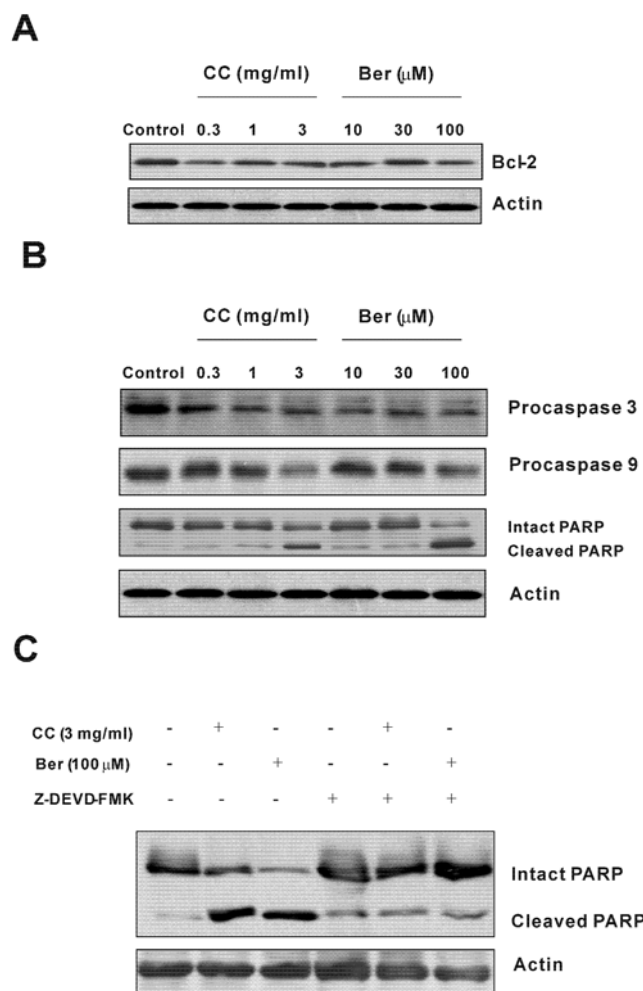 A
CC (mg/ml) Ber (μM)
Control 0.3 1 3 10 30 100
Bcl-2
Actin
B
CC (mg/ml) Ber (μM)
Control 0.3 1 3 10 30 100
Procaspase 3
Procaspase 9
Intact PARP
Cleaved PARP
Actin
C
CC (3 mg/ml) - + - - + -
Ber (100 μM) - - + - - +
Z-DEVD-FMK - - - + + +
Intact PARP
Cleaved PARP
Actin